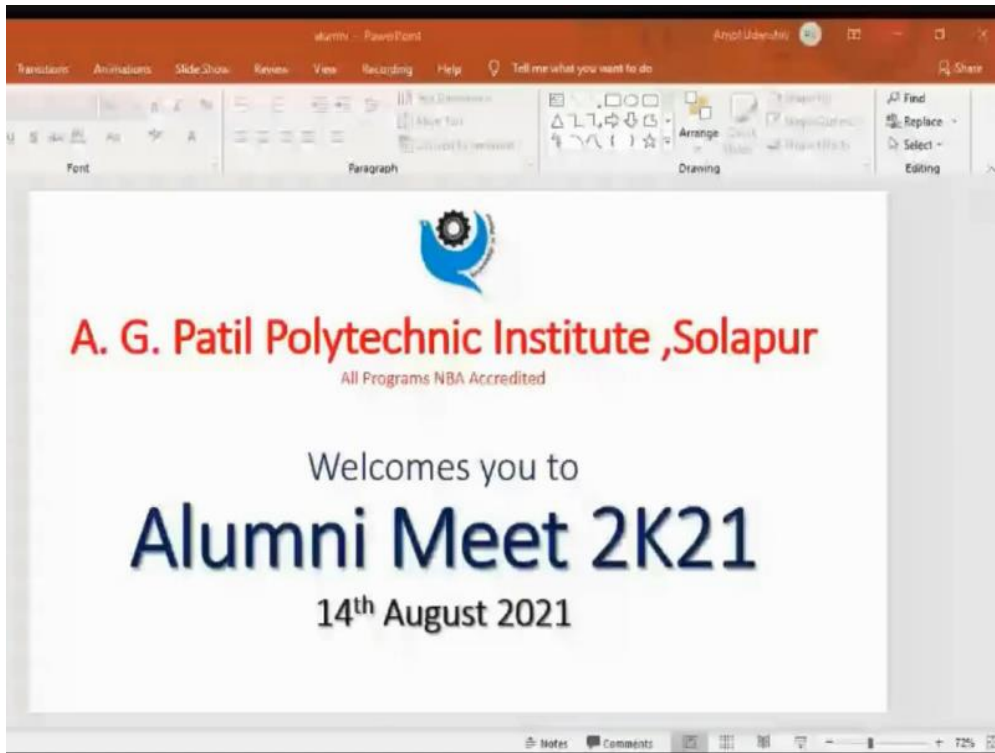 alumni - PowerPoint
Transitions Animations Slide Show Review View Recording Help Tell me what you want to do Share
Find
Replace
Select
Arrange
Font Paragraph Drawing Editing
A. G. Patil Polytechnic Institute ,Solapur
All Programs NBA Accredited
Welcomes you to
Alumni Meet 2K21
14th August 2021
Notes Comments 72%